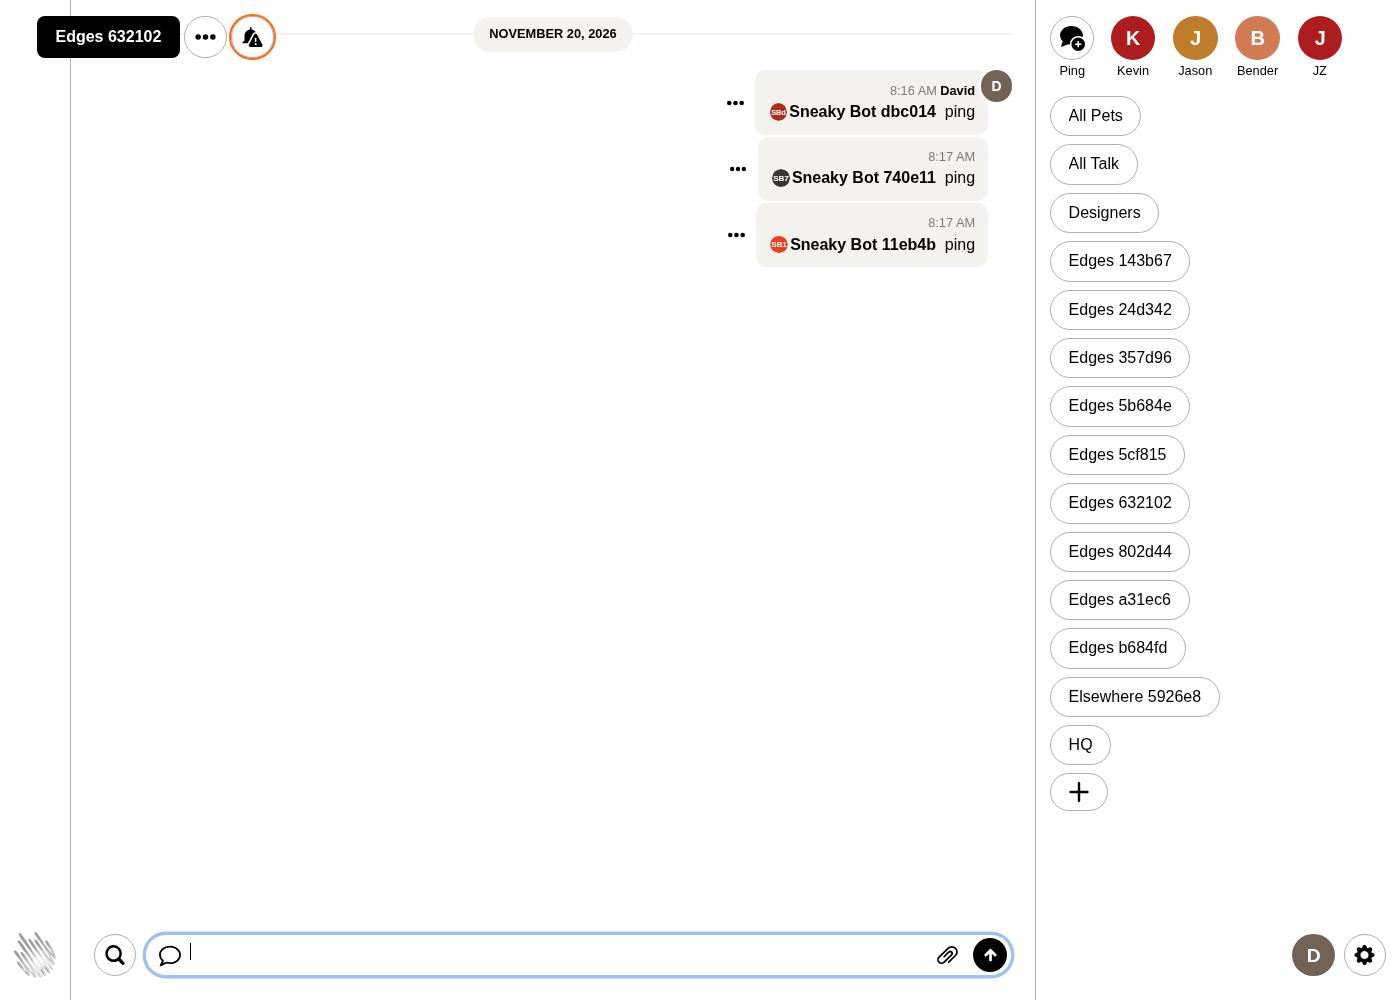 Edges 632102
NOVEMBER 20, 2026
8:16 AM David
D
SBd Sneaky Bot dbc014 ping
8:17 AM
SB7 Sneaky Bot 740e11 ping
8:17 AM
SB1 Sneaky Bot 11eb4b ping
K J B J
Ping Kevin Jason Bender JZ
All Pets
All Talk
Designers
Edges 143b67
Edges 24d342
Edges 357d96
Edges 5b684e
Edges 5cf815
Edges 632102
Edges 802d44
Edges a31ec6
Edges b684fd
Elsewhere 5926e8
HQ
D